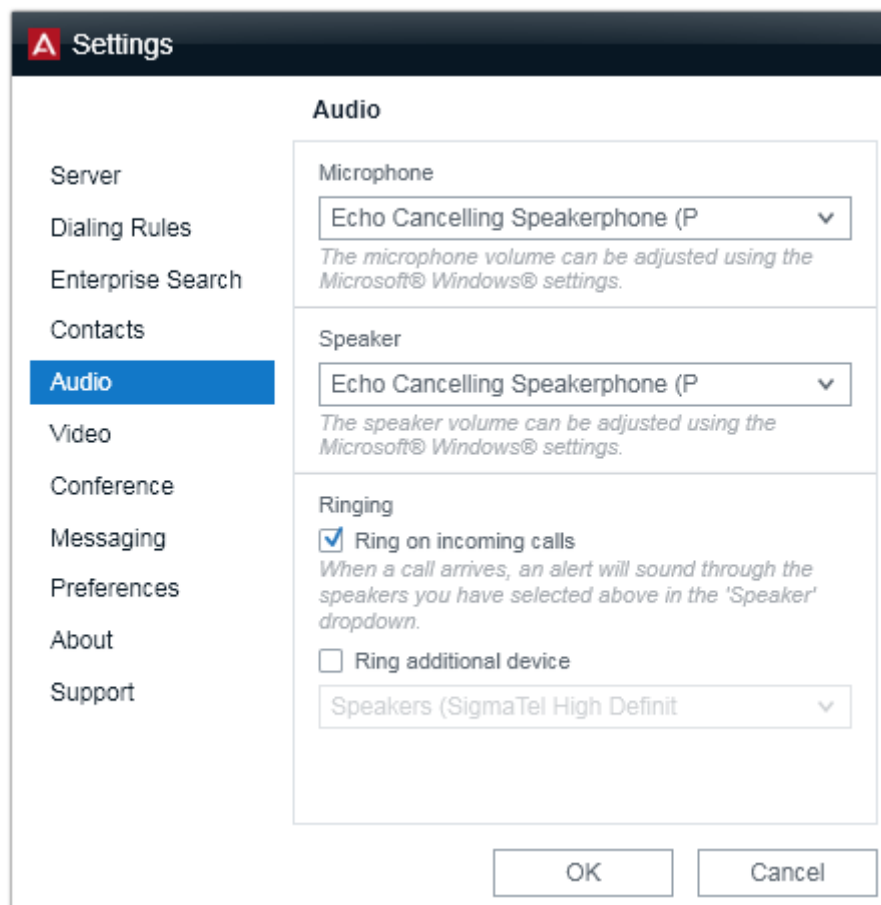 Settings
Audio
Server
Dialing Rules
Enterprise Search
Contacts
Audio
Video
Conference
Messaging
Preferences
About
Support
Microphone
Echo Cancelling Speakerphone (P
The microphone volume can be adjusted using the
Microsoft® Windows® settings.
Speaker
Echo Cancelling Speakerphone (P
The speaker volume can be adjusted using the
Microsoft® Windows® settings.
Ringing
Ring on incoming calls
When a call arrives, an alert will sound through the
speakers you have selected above in the 'Speaker'
dropdown.
Ring additional device
Speakers (SigmaTel High Definit
OK
Cancel